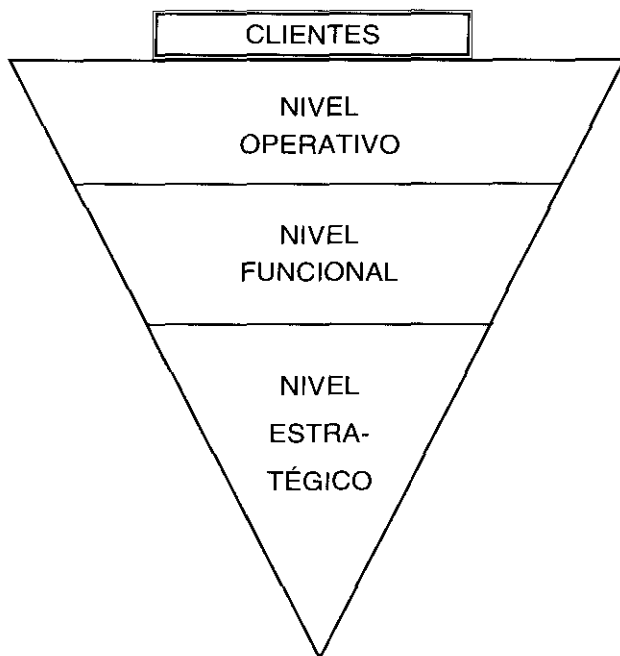 CLIENTES
NIVEL
OPERATIVO
NIVEL
FUNCIONAL
NIVEL
ESTRA-
TÉGICO